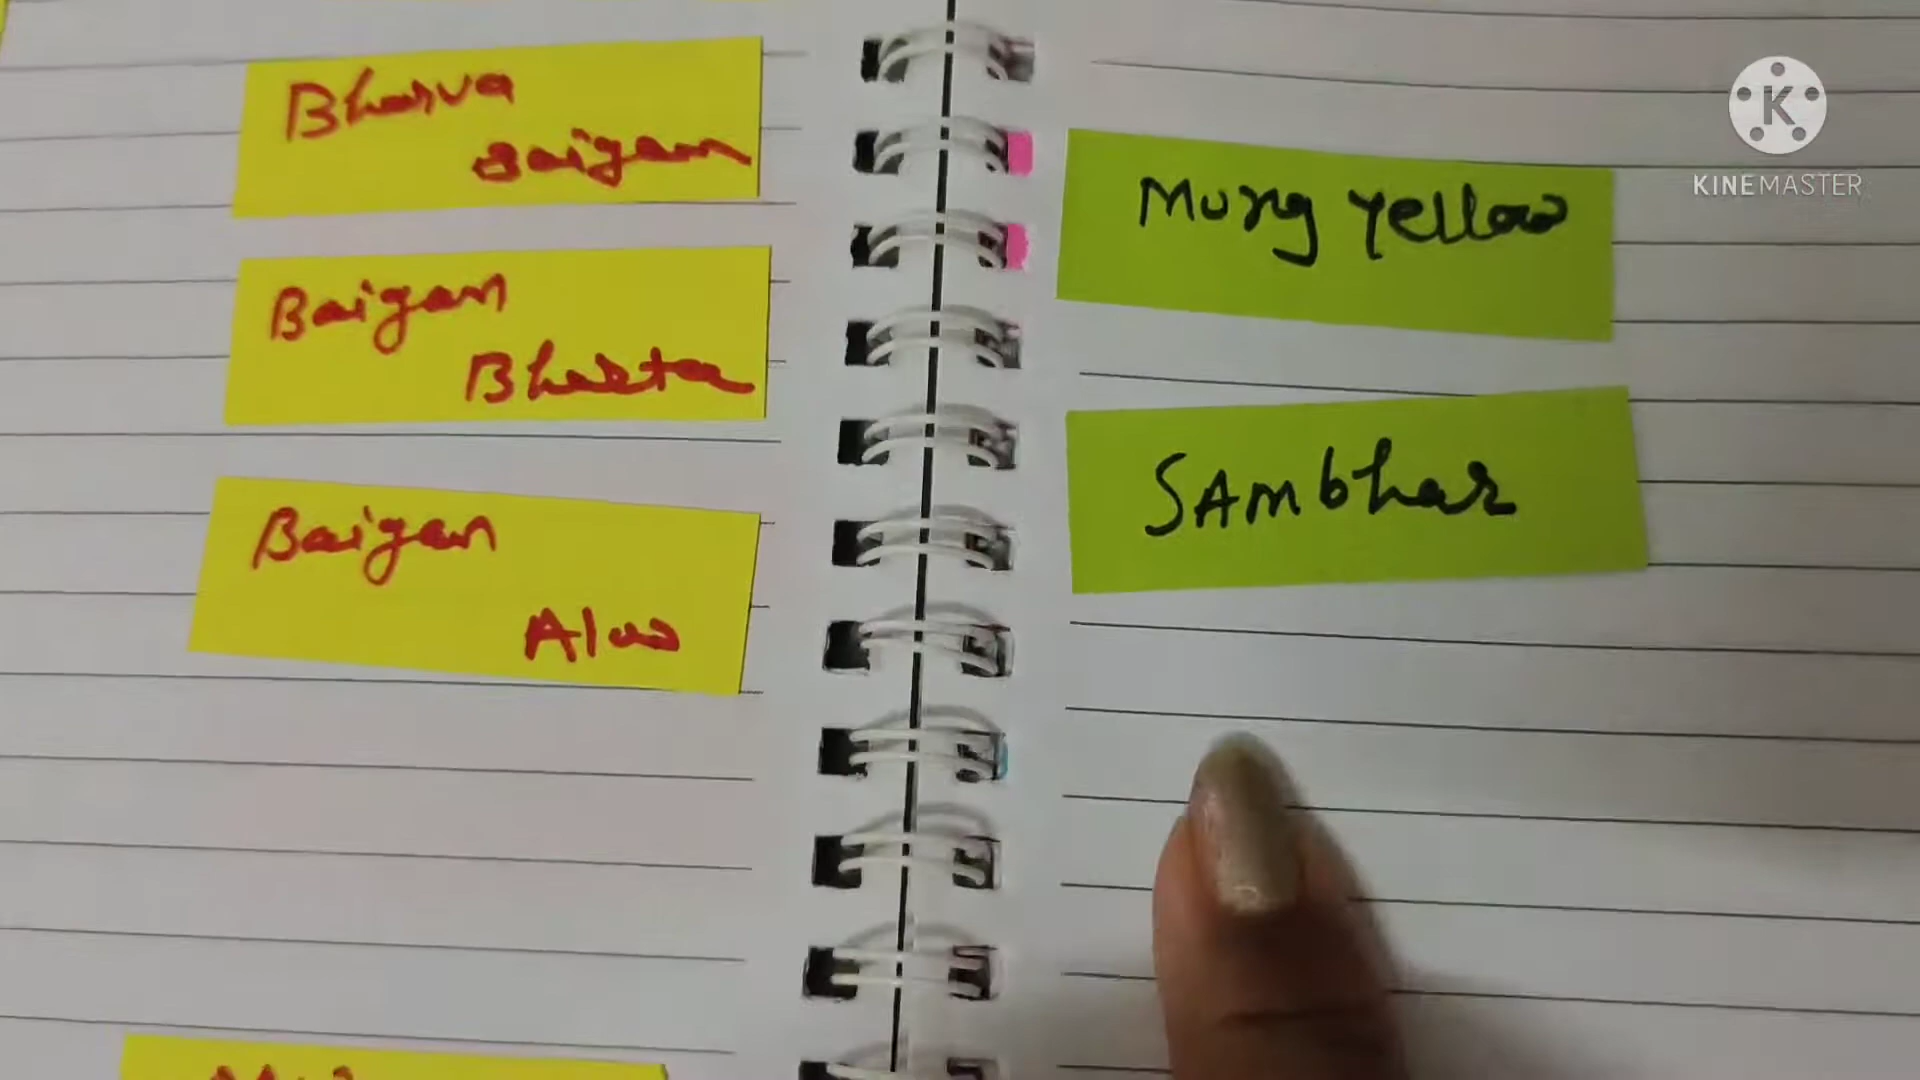 Bharva
Baigan
Baigan
Bharta
Baigan
Aloo
Mung Yellow
SAMbhar
K
KINEMASTER